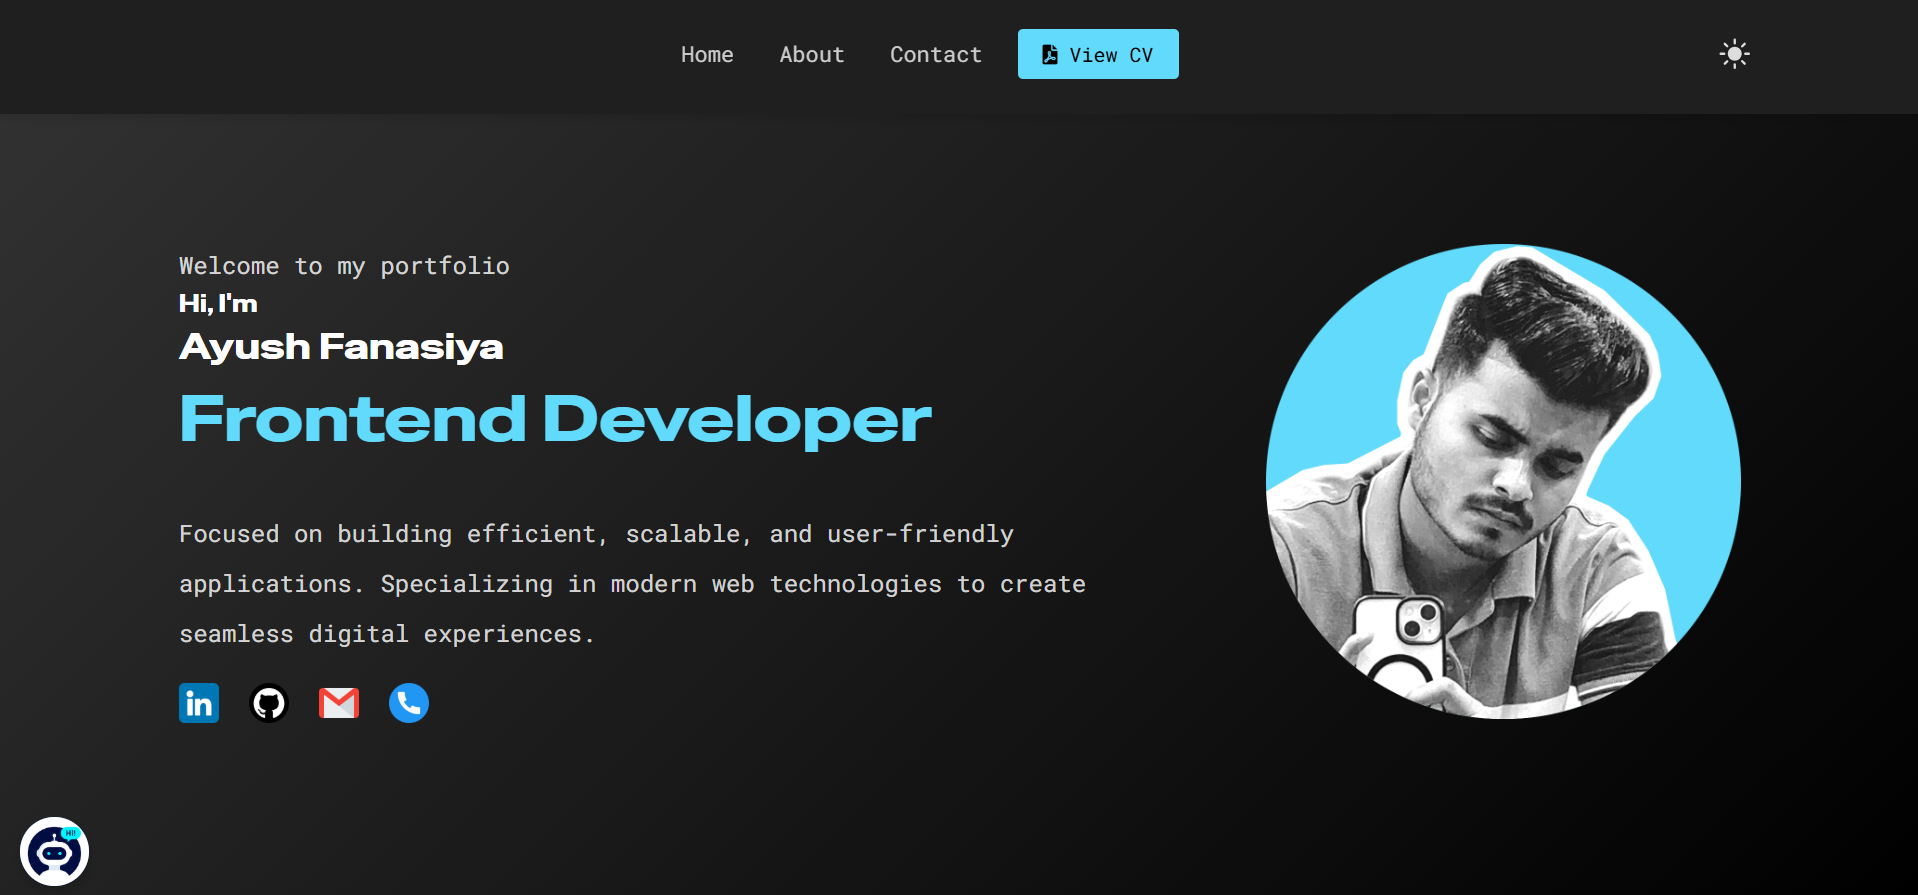 Home
About
Contact
View CV
Welcome to my portfolio
Hi, I'm
Ayush Fanasiya
Frontend Developer
Focused on building efficient, scalable, and user-friendly
applications. Specializing in modern web technologies to create
seamless digital experiences.
in
HI!